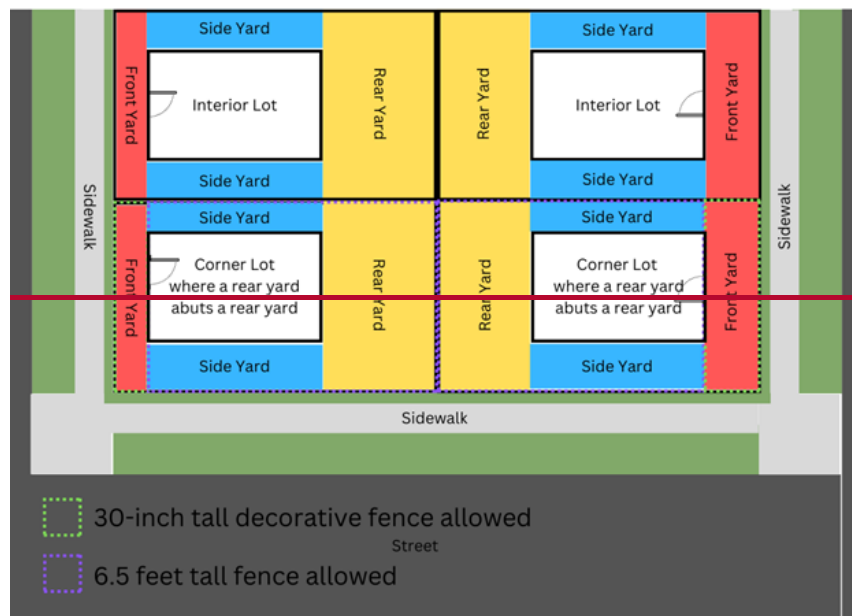 Side Yard
Side Yard
Front Yard
Interior Lot
Rear Yard
Rear Yard
Interior Lot
Front Yard
Side Yard
Side Yard
Sidewalk
Sidewalk
Side Yard
Side Yard
Front Yard
Corner Lot
where a rear yard
abuts a rear yard
Rear Yard
Rear Yard
Corner Lot
where a rear yard
abuts a rear yard
Front Yard
Side Yard
Side Yard
Sidewalk
30-inch tall decorative fence allowed
Street
6.5 feet tall fence allowed